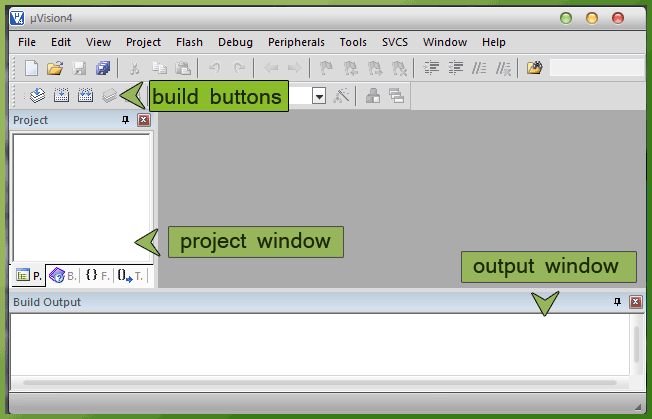 µVision4
File Edit View Project Flash Debug Peripherals Tools SVCS Window Help
build buttons
Project
project window
P. B. {} F. {} T.
output window
Build Output